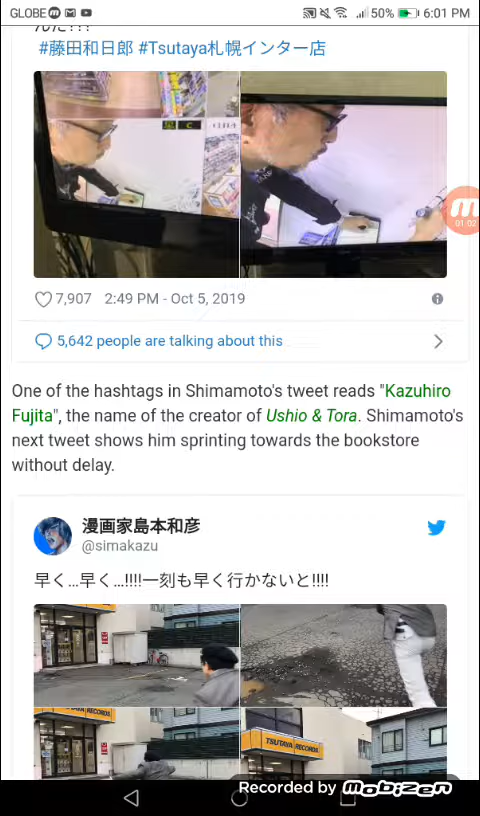 GLOBE 50% 6:01 PM
#藤田和日郎 #Tsutaya札幌インター店
01:02
7,907 2:49 PM - Oct 5, 2019
5,642 people are talking about this
One of the hashtags in Shimamoto's tweet reads "Kazuhiro
Fujita", the name of the creator of Ushio & Tora. Shimamoto's
next tweet shows him sprinting towards the bookstore
without delay.
漫画家島本和彦
@simakazu
早く...早く...!!!!一刻も早く行かないと!!!!
TSUTAYA RECORDS
Recorded by mobizen